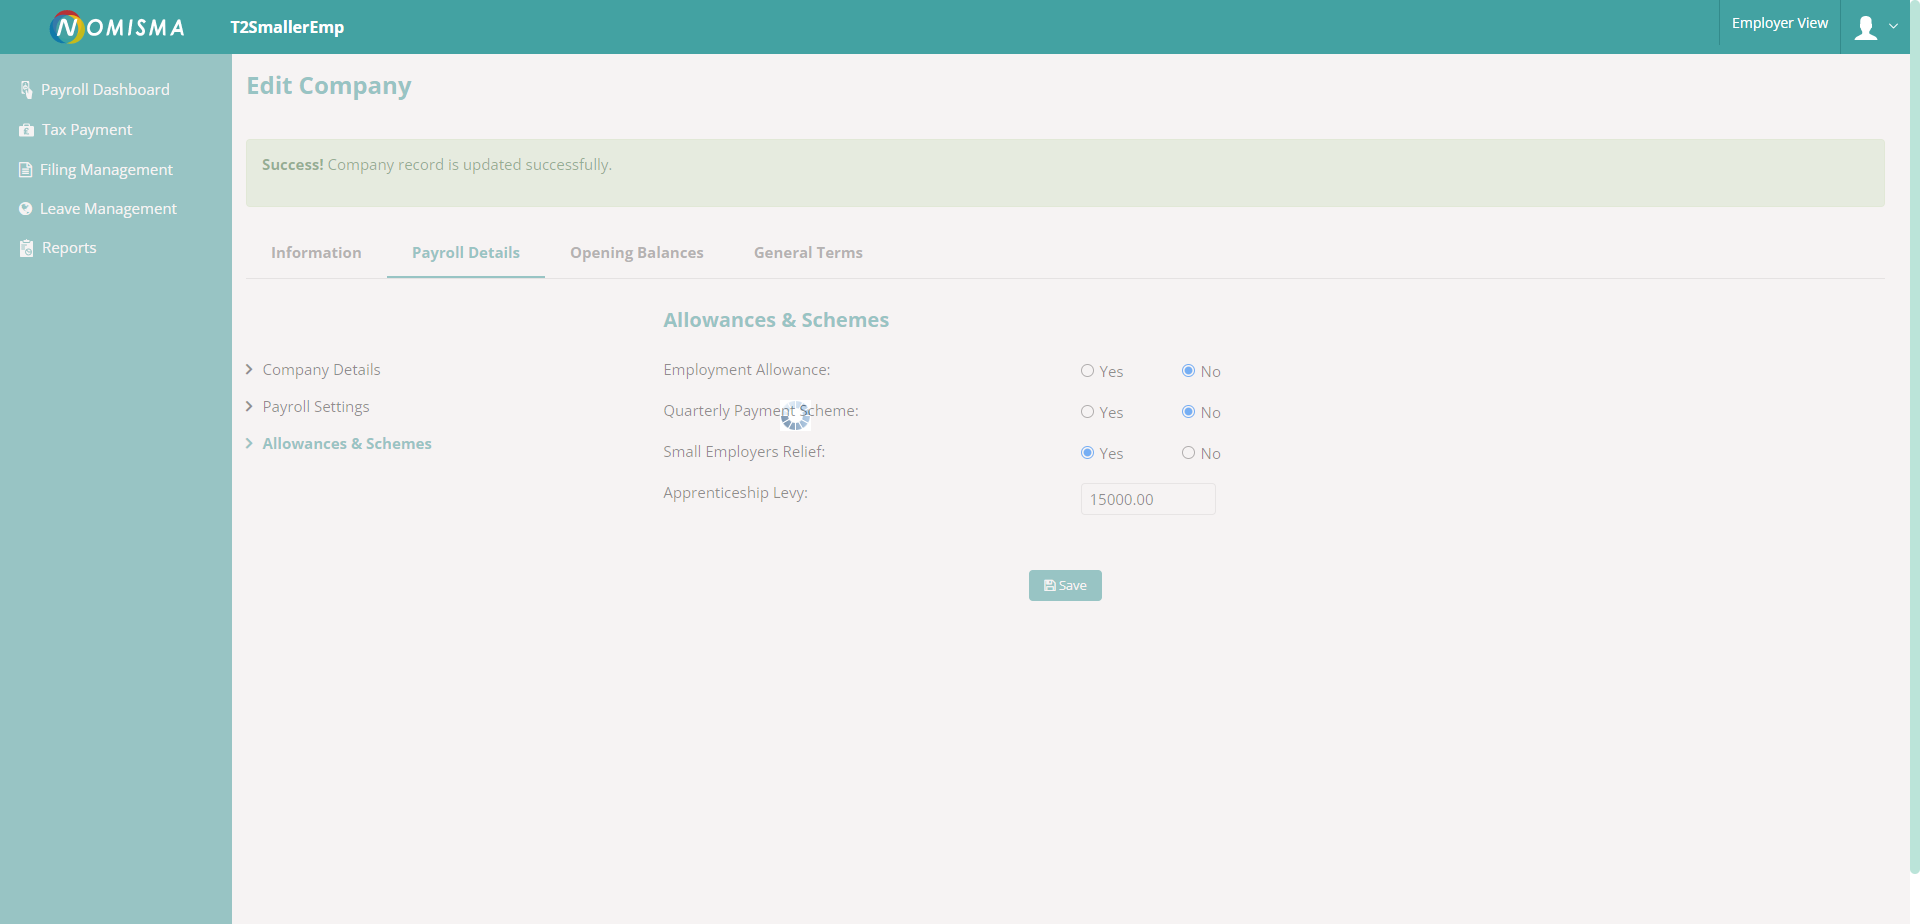 NOMISMA
T2SmallerEmp
Employer View
Payroll Dashboard
Tax Payment
Filing Management
Leave Management
Reports
Edit Company
Success! Company record is updated successfully.
Information
Payroll Details
Opening Balances
General Terms
Company Details
Payroll Settings
Allowances & Schemes
Allowances & Schemes
Employment Allowance: Yes No
Quarterly Payment Scheme: Yes No
Small Employers Relief: Yes No
Apprenticeship Levy: 15000.00
Save